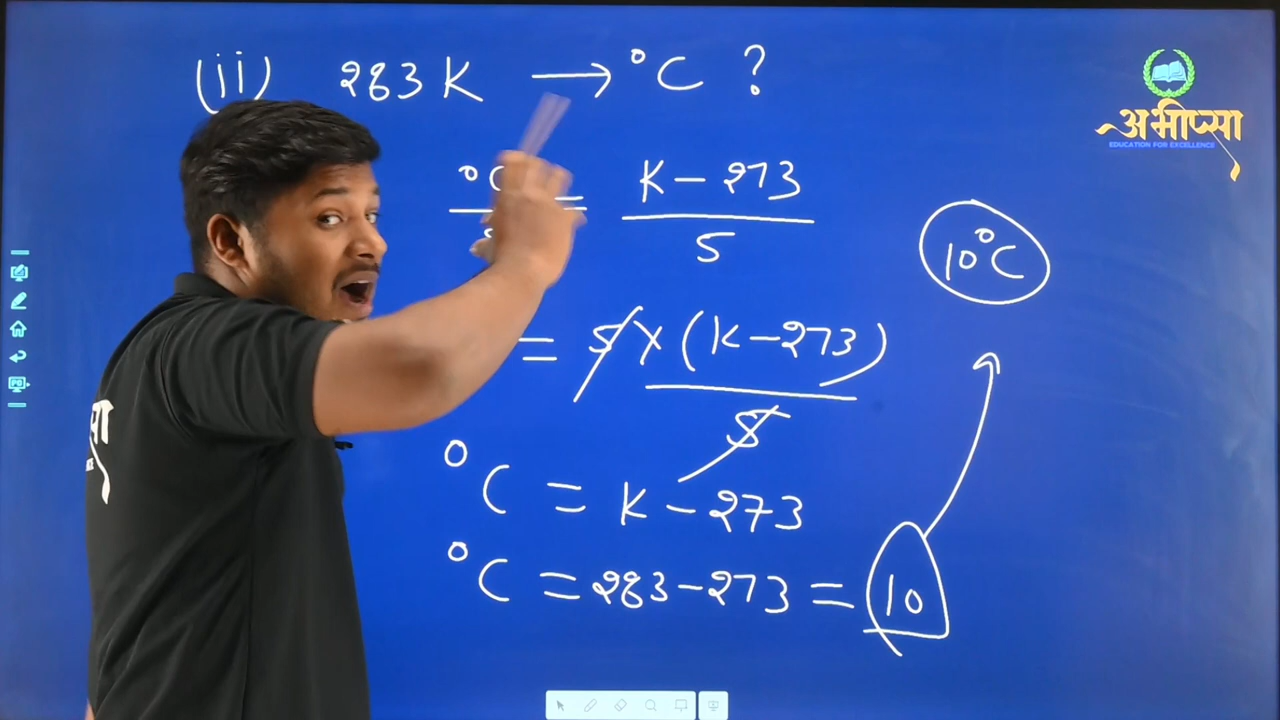 (ii) 283 K → °C ?
अभीप्सा
EDUCATION FOR EXCELLENCE
°C = K - 273
5
10°C
= 5 × (K - 273)
5
°C = K - 273
°C = 283 - 273 = 10